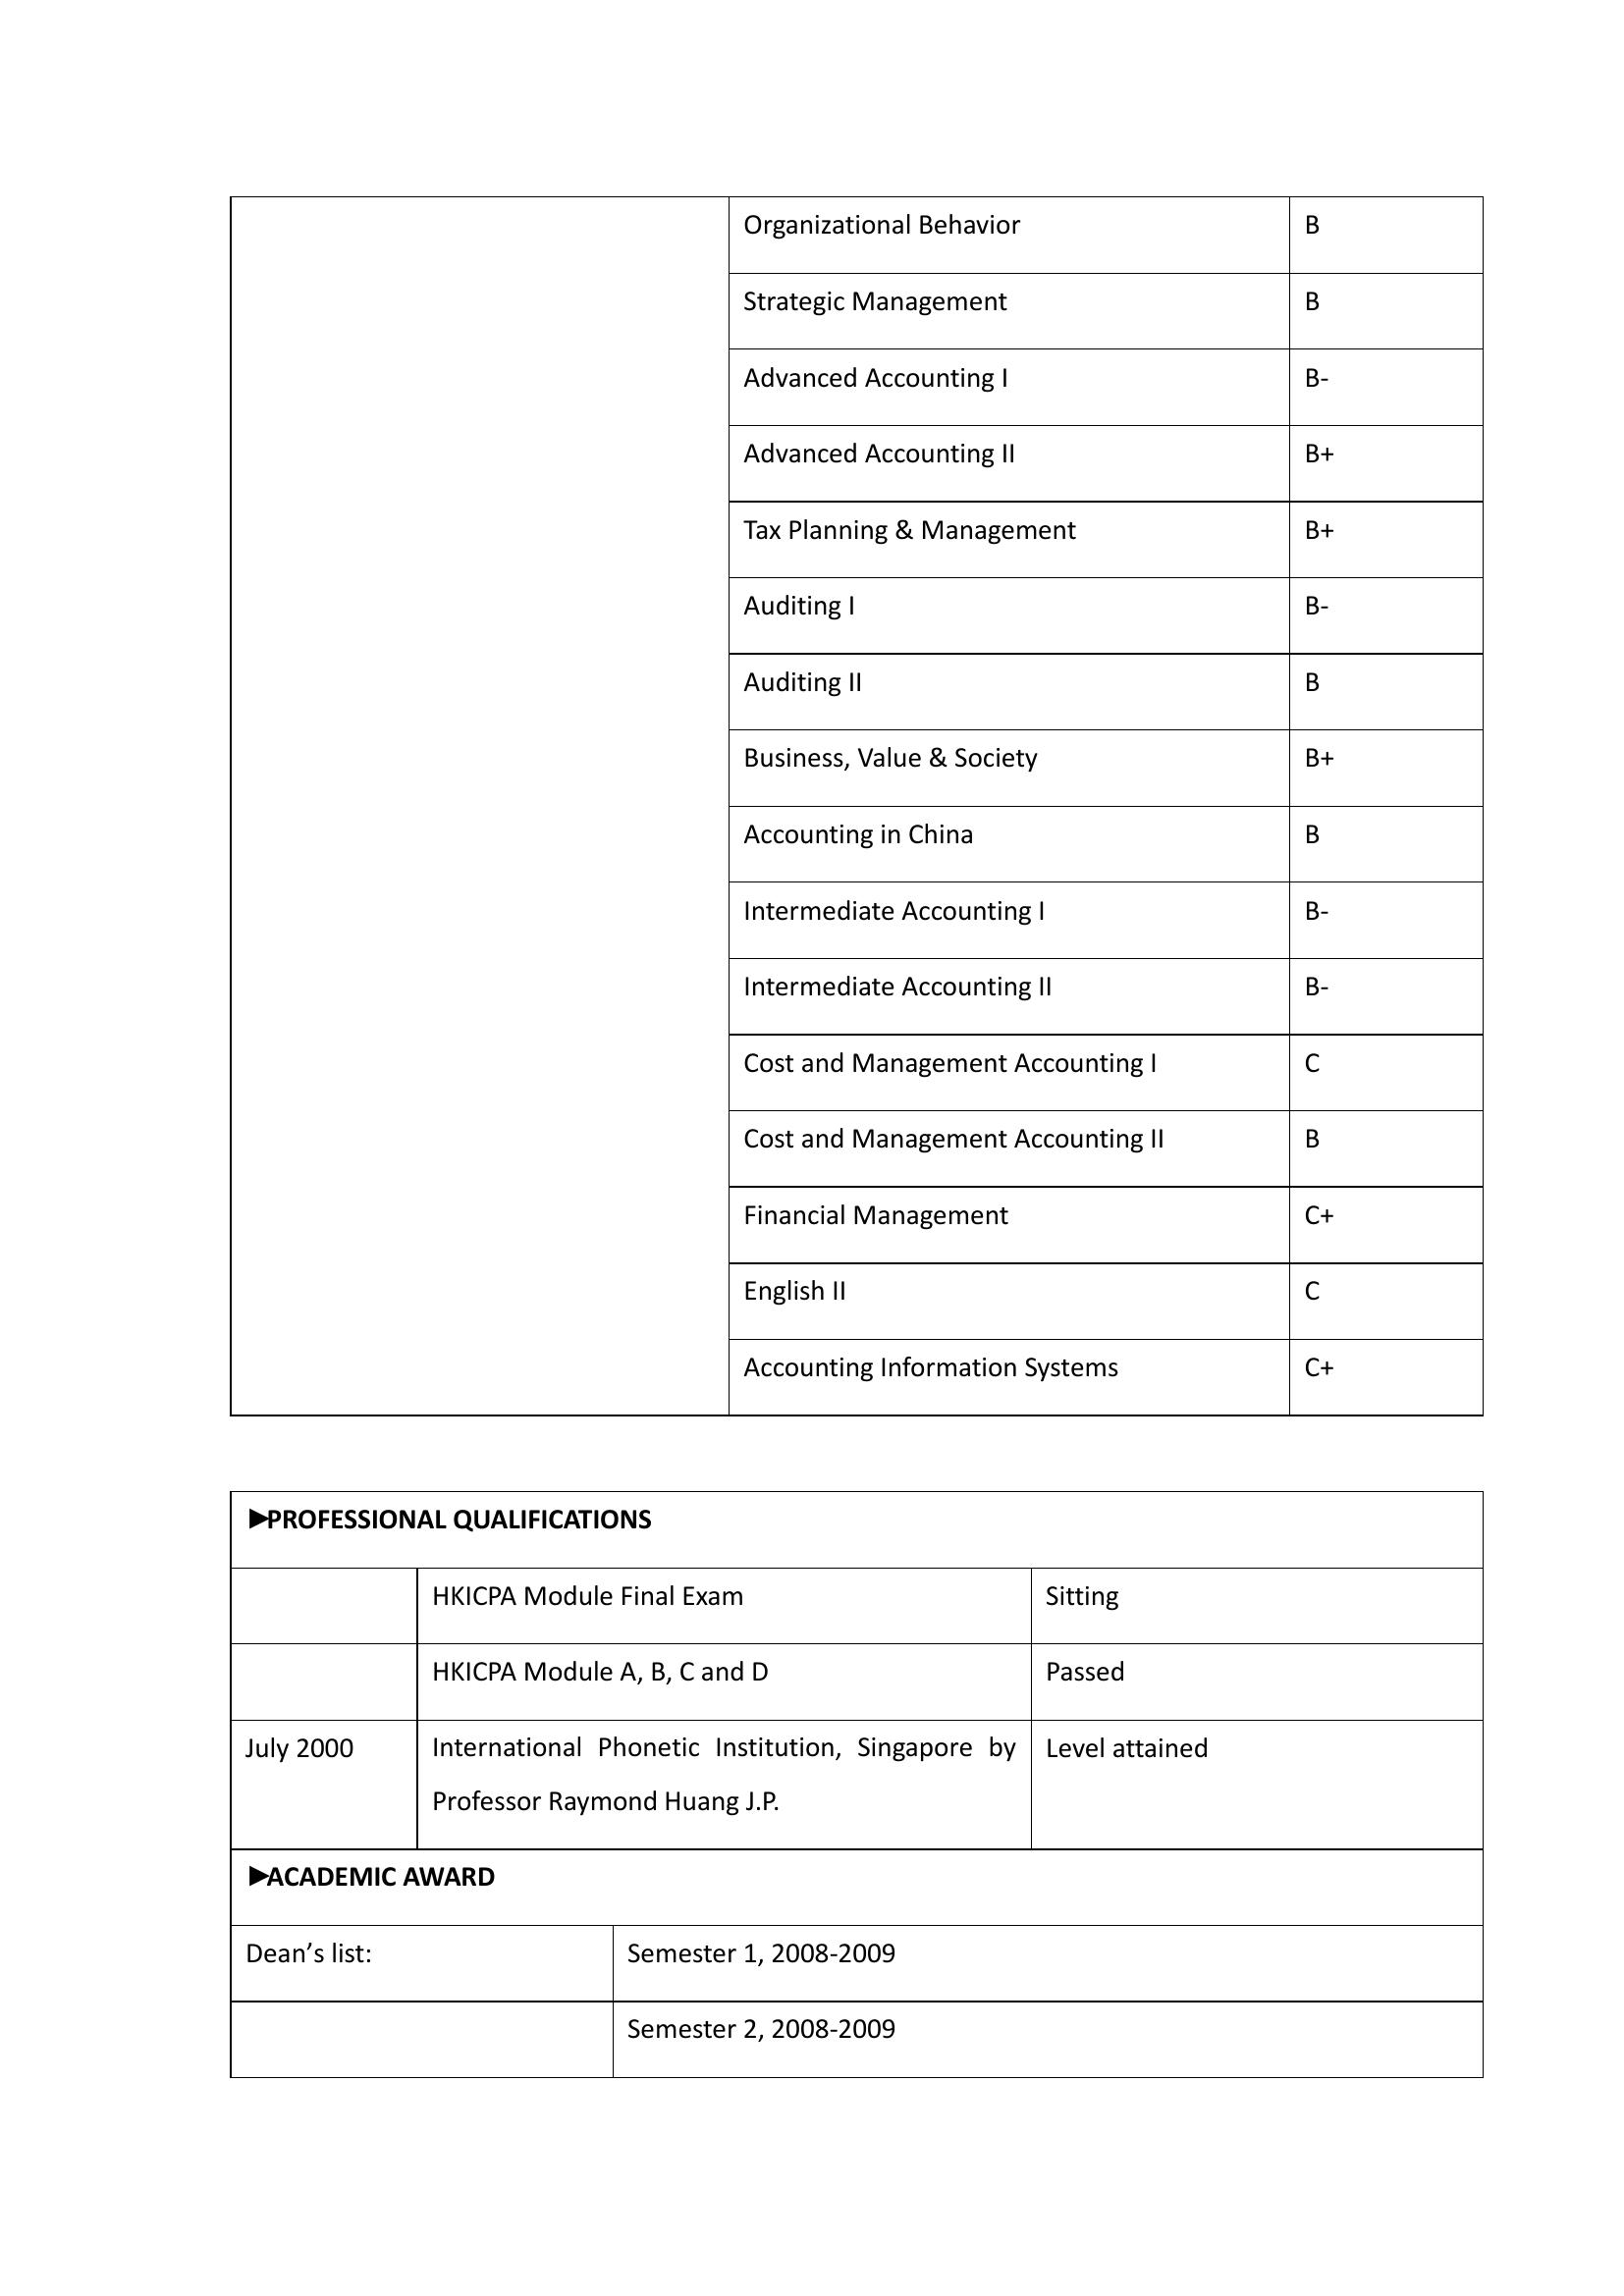 Organizational Behavior B
Strategic Management B
Advanced Accounting I B-
Advanced Accounting II B+
Tax Planning & Management B+
Auditing I B-
Auditing II B
Business, Value & Society B+
Accounting in China B
Intermediate Accounting I B-
Intermediate Accounting II B-
Cost and Management Accounting I C
Cost and Management Accounting II B
Financial Management C+
English II C
Accounting Information Systems C+
►PROFESSIONAL QUALIFICATIONS
HKICPA Module Final Exam Sitting
HKICPA Module A, B, C and D Passed
July 2000 International Phonetic Institution, Singapore by Level attained
Professor Raymond Huang J.P.
►ACADEMIC AWARD
Dean’s list: Semester 1, 2008-2009
Semester 2, 2008-2009